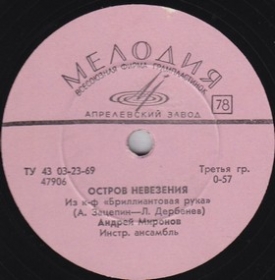 МЕЛОДИЯ
ВСЕСОЮЗНАЯ ФИРМА ГРАМПЛАСТИНОК
АПРЕЛЕВСКИЙ ЗАВОД
78
ТУ 43 03-23-69
47906
Третья гр.
0-57
ОСТРОВ НЕВЕЗЕНИЯ
Из к-ф «Бриллиантовая рука»
(А. Зацепин—Л. Дербенев)
Андрей Миронов
Инстр. ансамбль